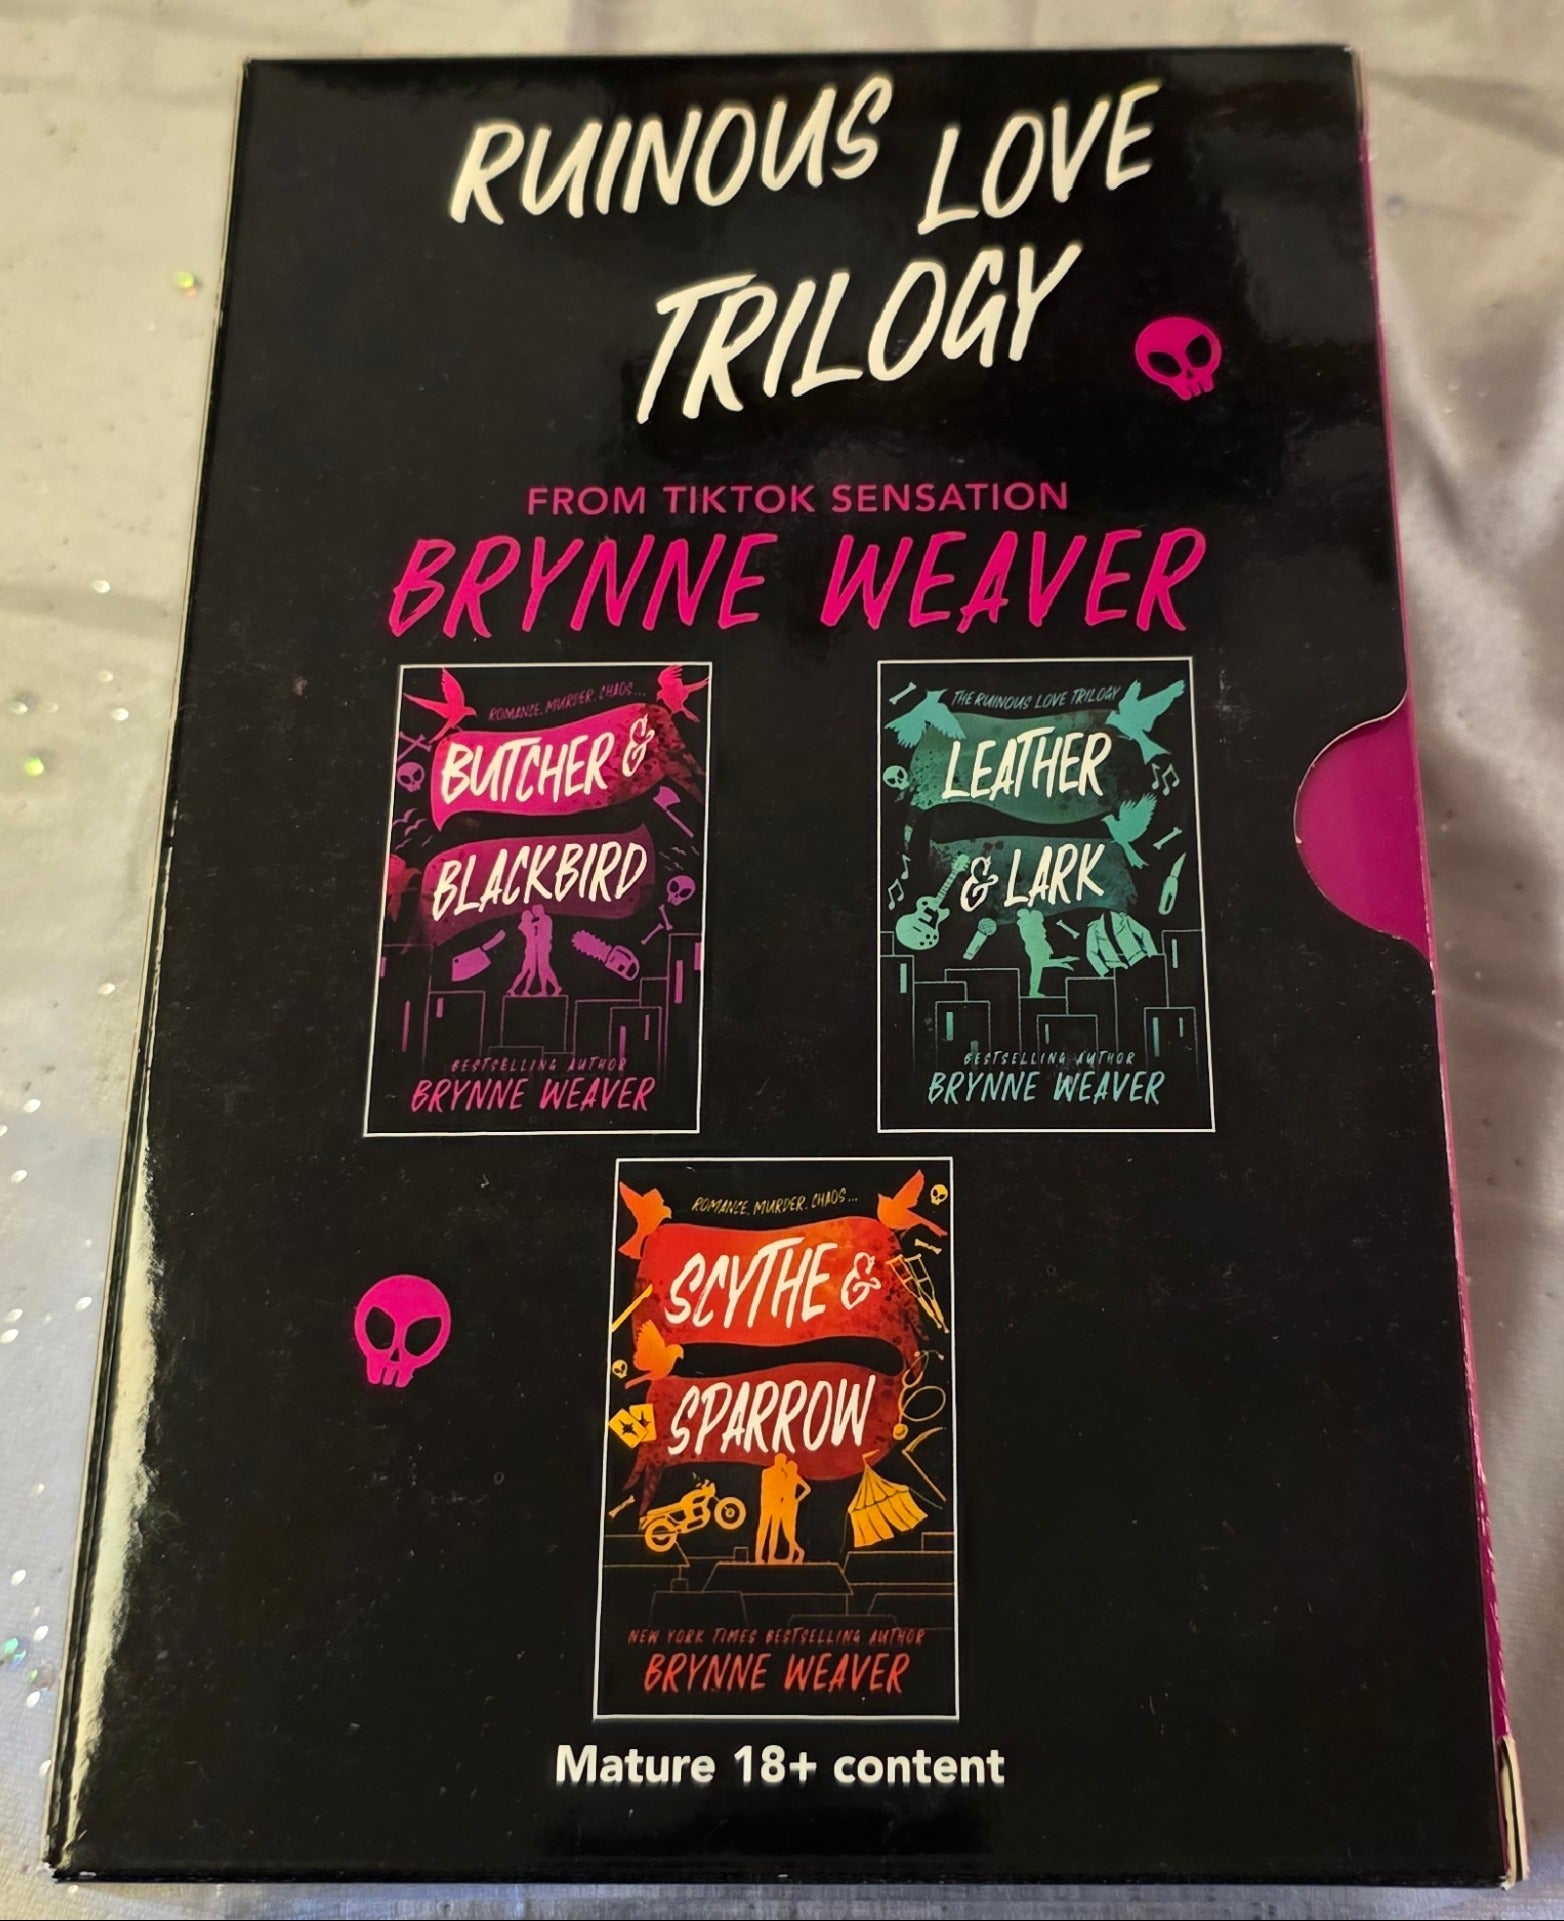 RUINOUS LOVE
TRILOGY
FROM TIKTOK SENSATION
BRYNNE WEAVER
ROMANCE. MURDER. CHAOS...
BUTCHER &
BLACKBIRD
BESTSELLING AUTHOR
BRYNNE WEAVER
THE RUINOUS LOVE TRILOGY
LEATHER
& LARK
BESTSELLING AUTHOR
BRYNNE WEAVER
ROMANCE. MURDER. CHAOS...
SCYTHE &
SPARROW
NEW YORK TIMES BESTSELLING AUTHOR
BRYNNE WEAVER
Mature 18+ content